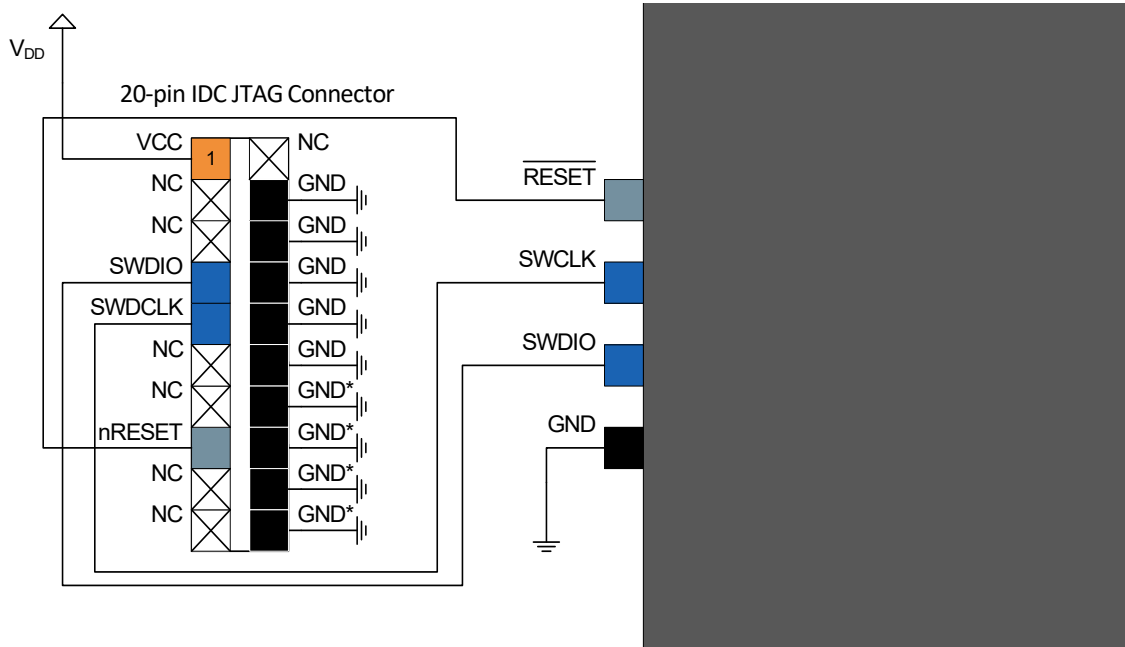 VDD
20-pin IDC JTAG Connector
VCC
1
NC
NC
GND
NC
GND
SWDIO
GND
SWDCLK
GND
NC
GND
NC
GND*
nRESET
GND*
NC
GND*
NC
GND*
RESET
SWCLK
SWDIO
GND